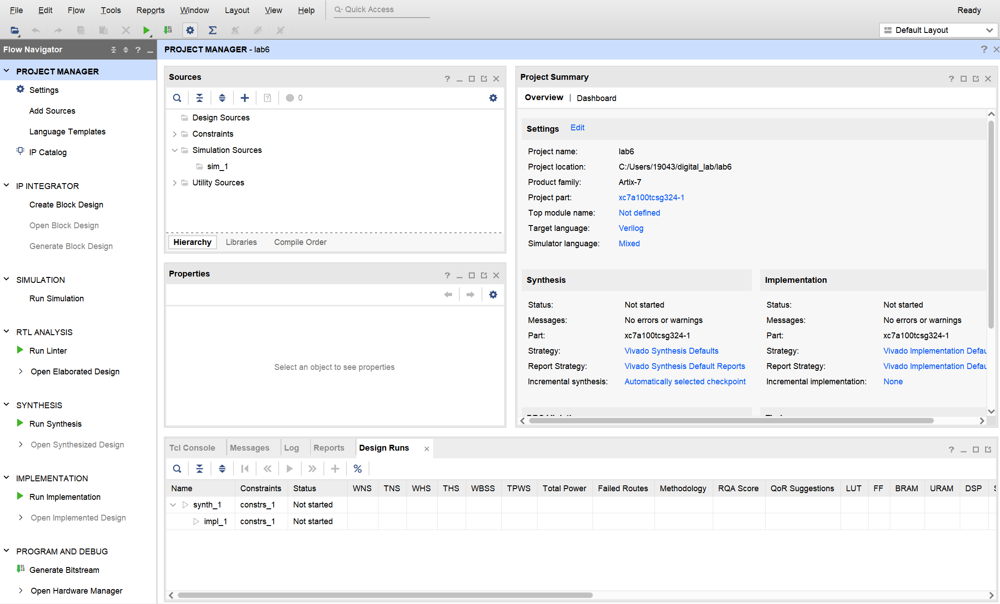 File Edit Flow Tools Reports Window Layout View Help Quick Access Ready
Default Layout
Flow Navigator
PROJECT MANAGER - lab6
PROJECT MANAGER
Settings
Add Sources
Language Templates
IP Catalog
IP INTEGRATOR
Create Block Design
Open Block Design
Generate Block Design
SIMULATION
Run Simulation
RTL ANALYSIS
Run Linter
Open Elaborated Design
SYNTHESIS
Run Synthesis
Open Synthesized Design
IMPLEMENTATION
Run Implementation
Open Implemented Design
PROGRAM AND DEBUG
Generate Bitstream
Open Hardware Manager
Sources
0
Design Sources
Constraints
Simulation Sources
sim_1
Utility Sources
Hierarchy Libraries Compile Order
Properties
Select an object to see properties
Project Summary
Overview | Dashboard
Settings Edit
Project name: lab6
Project location: C:/Users/19043/digital_lab/lab6
Product family: Artix-7
Project part: xc7a100tcsg324-1
Top module name: Not defined
Target language: Verilog
Simulator language: Mixed
Synthesis
Status: Not started
Messages: No errors or warnings
Part: xc7a100tcsg324-1
Strategy: Vivado Synthesis Defaults
Report Strategy: Vivado Synthesis Default Reports
Incremental synthesis: Automatically selected checkpoint
Implementation
Status: Not started
Messages: No errors or warnings
Part: xc7a100tcsg324-1
Strategy: Vivado Implementation Defau
Report Strategy: Vivado Implementation Defau
Incremental implementation: None
Tcl Console Messages Log Reports Design Runs
Name Constraints Status WNS TNS WHS THS WBSS TPWS Total Power Failed Routes Methodology RQA Score QoR Suggestions LUT FF BRAM URAM DSP
synth_1 constrs_1 Not started
impl_1 constrs_1 Not started